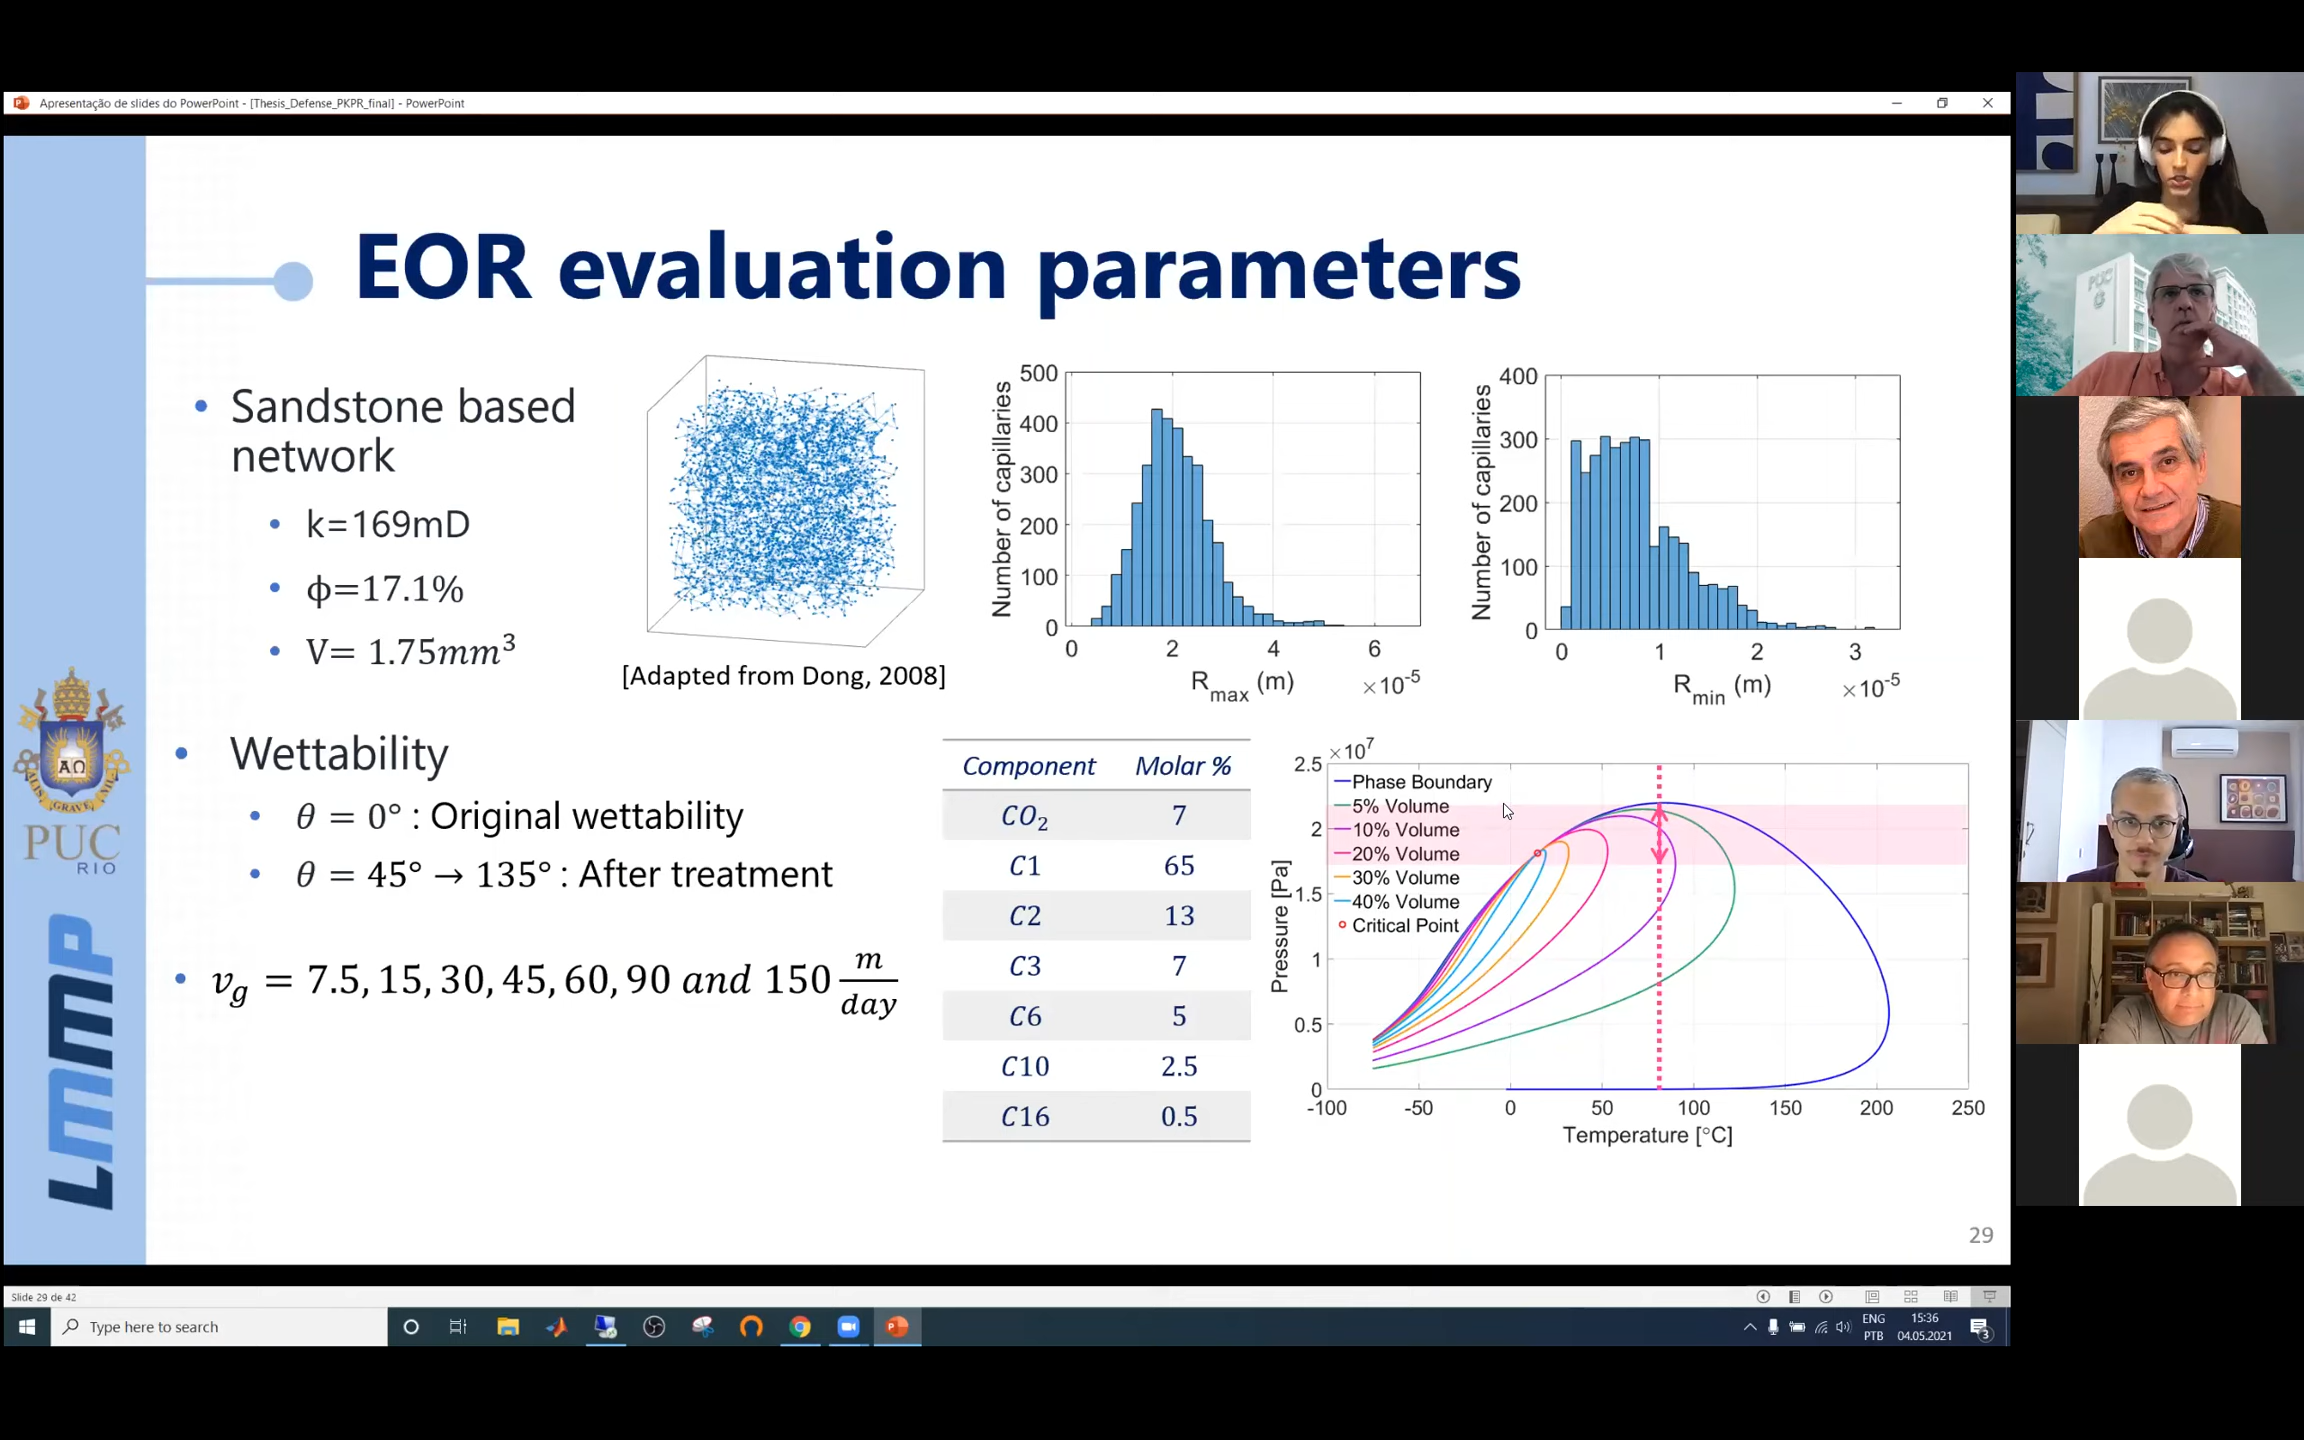 Apresentação de slides do PowerPoint - [Thesis_Defense_PKPR_final] - PowerPoint
EOR evaluation parameters
• Sandstone based
network
• k=169mD
• ϕ=17.1%
• V= 1.75mm³
[Adapted from Dong, 2008]
500
400
300
200
100
0
Number of capillaries
0 2 4 6
R_max (m) ×10⁻⁵
400
300
200
100
0
Number of capillaries
0 1 2 3
R_min (m) ×10⁻⁵
• Wettability
• θ = 0° : Original wettability
• θ = 45° → 135° : After treatment
• v_g = 7.5, 15, 30, 45, 60, 90 and 150 m/day
Component Molar %
CO₂ 7
C1 65
C2 13
C3 7
C6 5
C10 2.5
C16 0.5
×10⁷
2.5
2
1.5
1
0.5
0
Pressure [Pa]
Phase Boundary
5% Volume
10% Volume
20% Volume
30% Volume
40% Volume
Critical Point
-100 -50 0 50 100 150 200 250
Temperature [°C]
PUC
RIO
LMMP
29
Slide 29 de 42
Type here to search
ENG
PTB
15:36
04.05.2021
3
PUC